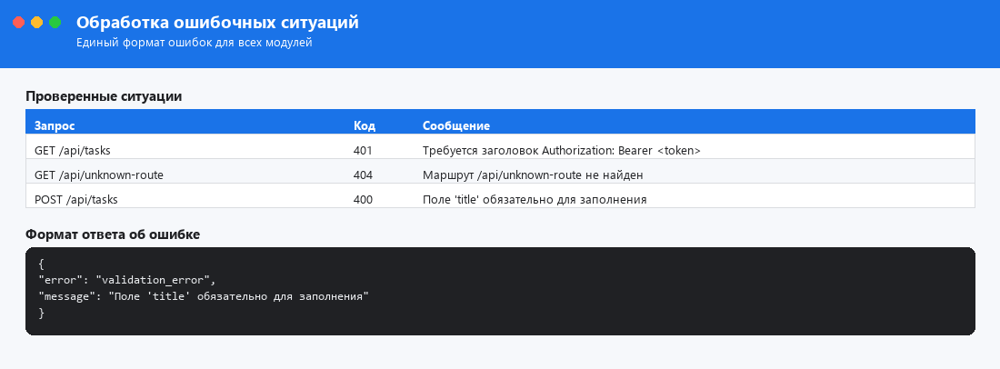 Обработка ошибочных ситуаций
Единый формат ошибок для всех модулей
Проверенные ситуации
Запрос Код Сообщение
GET /api/tasks 401 Требуется заголовок Authorization: Bearer <token>
GET /api/unknown-route 404 Маршрут /api/unknown-route не найден
POST /api/tasks 400 Поле 'title' обязательно для заполнения
Формат ответа об ошибке
{
"error": "validation_error",
"message": "Поле 'title' обязательно для заполнения"
}